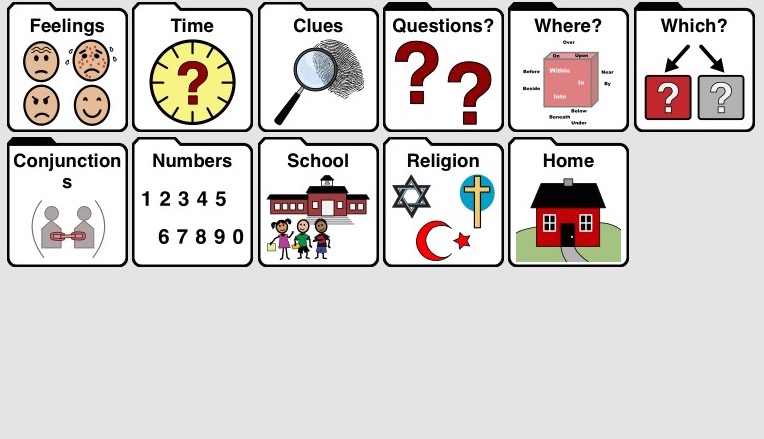 Feelings
Time
Clues
Questions?
Where?
Which?
?
? ?
Over
On Upon
Before
Within
Near
In
By
Beside
Into
Below
Beneath
Under
? ?
Conjunction
s
Numbers
School
Religion
Home
1 2 3 4 5
6 7 8 9 0